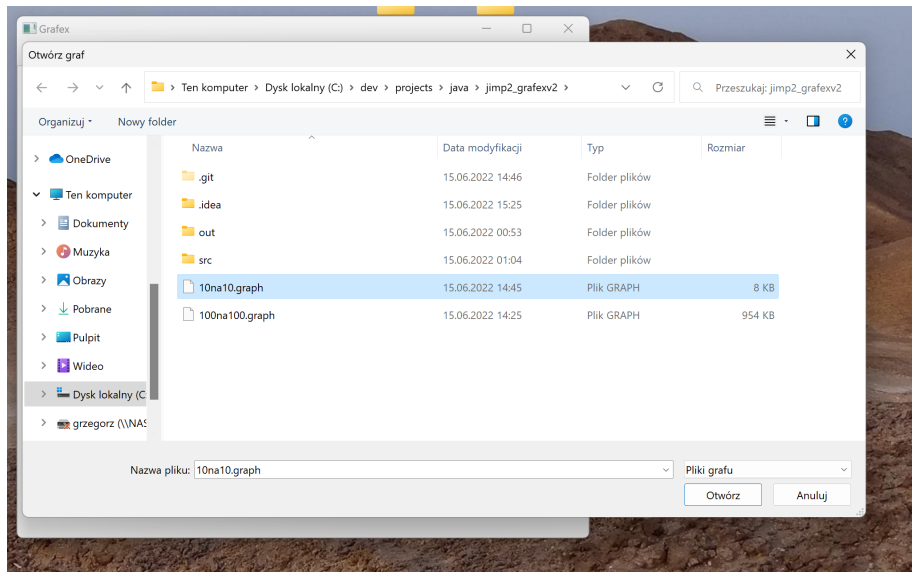 Grafex
Otwórz graf
Ten komputer > Dysk lokalny (C:) > dev > projects > java > jimp2_grafexv2 >
Przeszukaj: jimp2_grafexv2
Organizuj
Nowy folder
?
OneDrive
Ten komputer
Dokumenty
Muzyka
Obrazy
Pobrane
Pulpit
Wideo
Dysk lokalny (C
grzegorz (\\NAS
Nazwa Data modyfikacji Typ Rozmiar
.git 15.06.2022 14:46 Folder plików
.idea 15.06.2022 15:25 Folder plików
out 15.06.2022 00:53 Folder plików
src 15.06.2022 01:04 Folder plików
10na10.graph 15.06.2022 14:45 Plik GRAPH 8 KB
100na100.graph 15.06.2022 14:25 Plik GRAPH 954 KB
Nazwa pliku: 10na10.graph
Pliki grafu
Otwórz
Anuluj